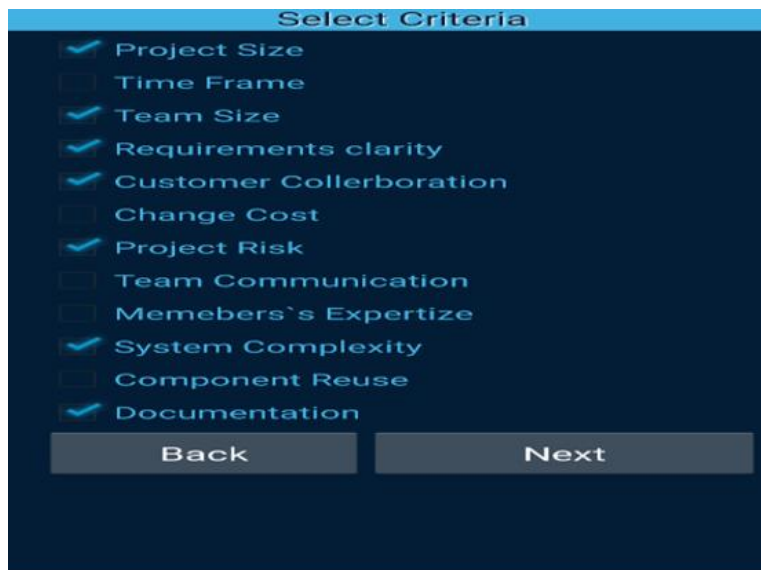 Select Criteria
Project Size
Time Frame
Team Size
Requirements clarity
Customer Collerboration
Change Cost
Project Risk
Team Communication
Memebers`s Expertize
System Complexity
Component Reuse
Documentation
Back Next